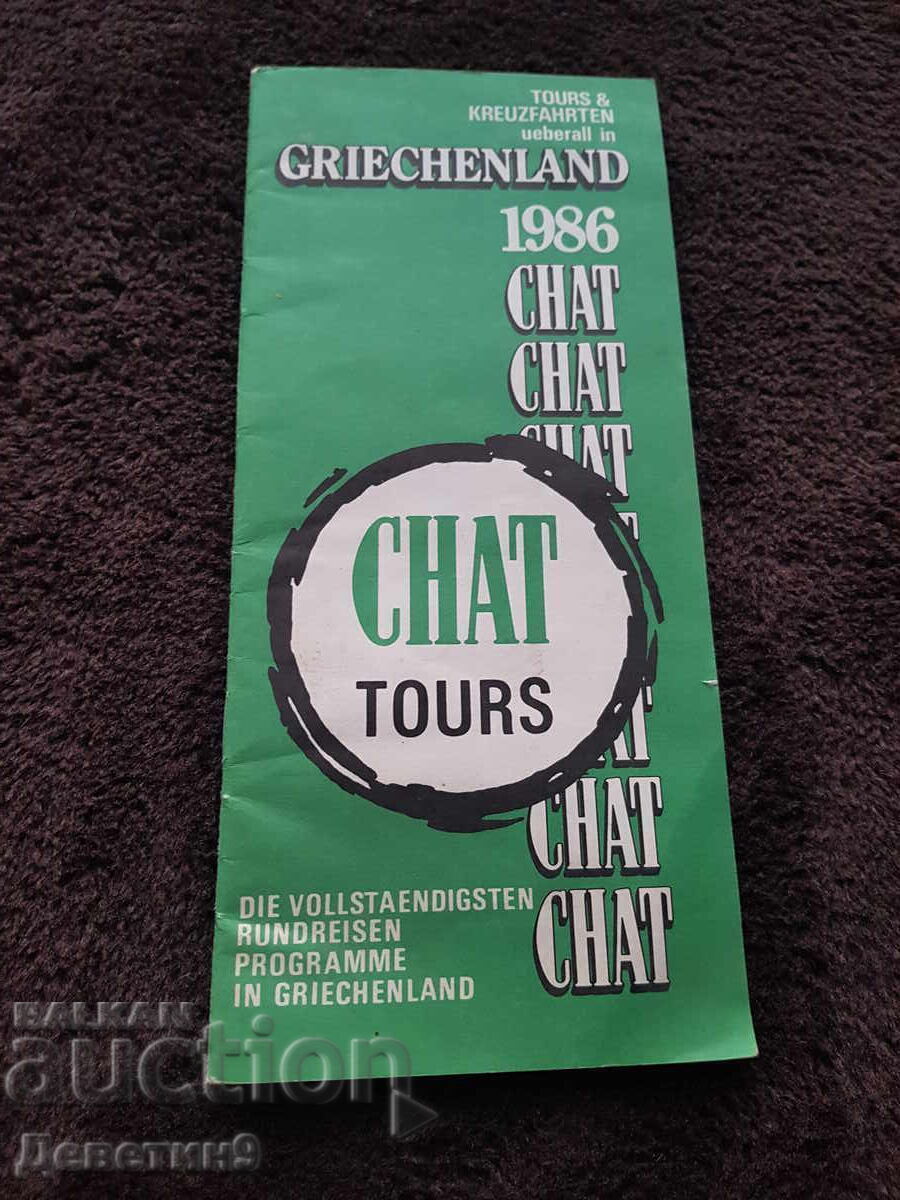 TOURS &
KREUZFAHRTEN
ueberall in
GRIECHENLAND
1986
CHAT
CHAT
CHAT
CHAT
TOURS
CHAT
CHAT
DIE VOLLSTAENDIGSTEN
RUNDREISEN
PROGRAMME
IN GRIECHENLAND
BALKAN
auction
Деветин9